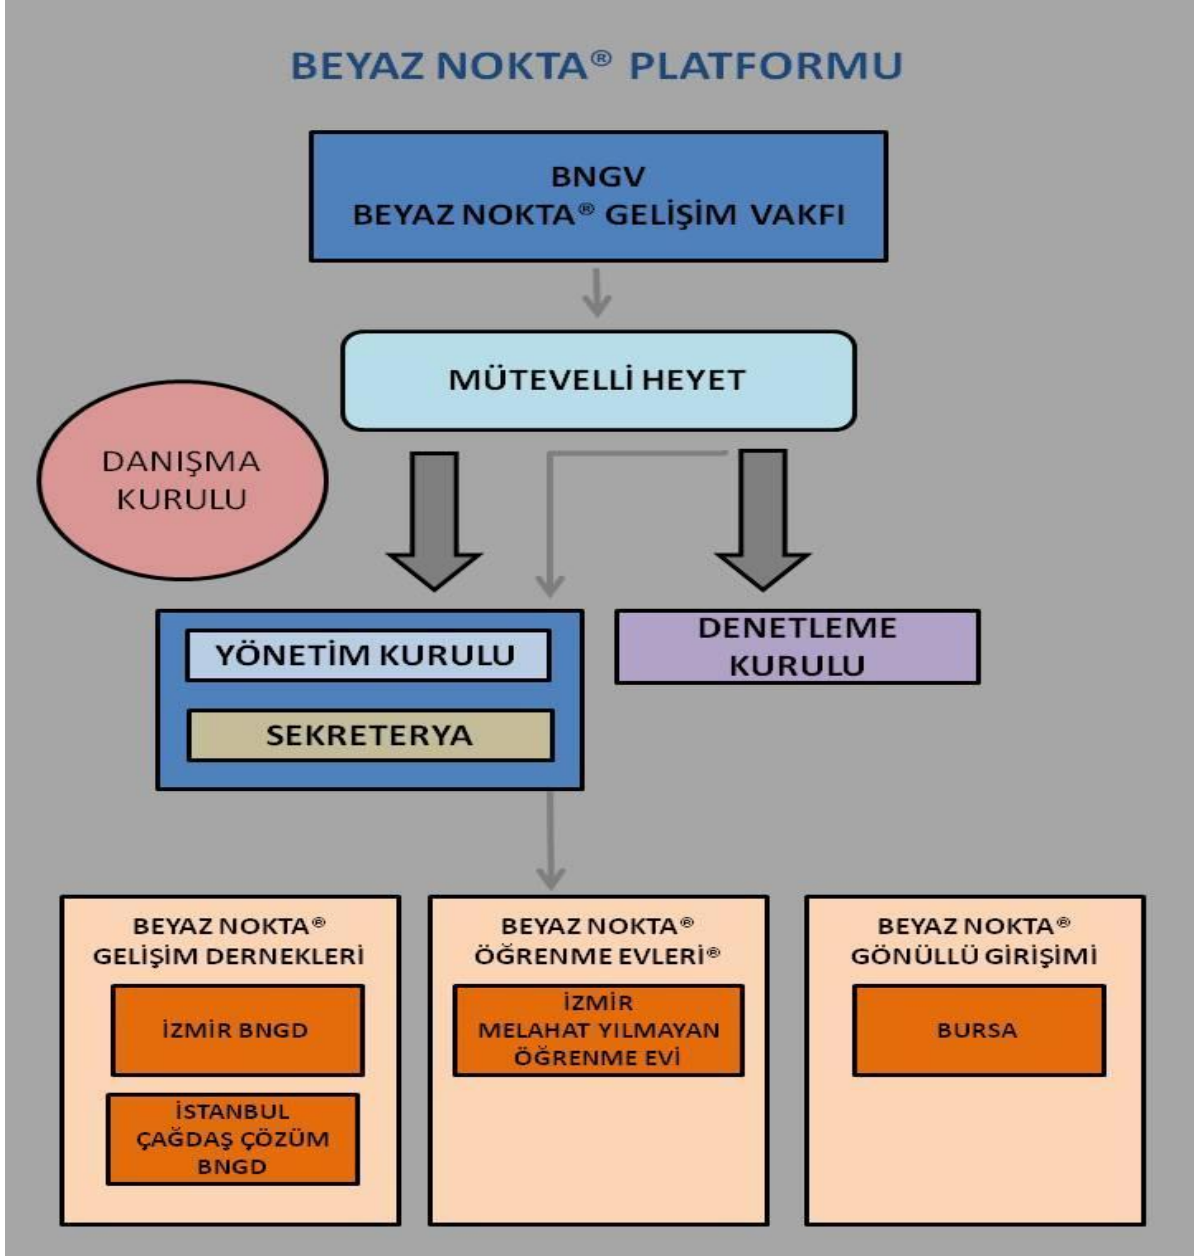 BEYAZ NOKTA® PLATFORMU
BNGV
BEYAZ NOKTA® GELİŞİM VAKFI
MÜTEVELLİ HEYET
DANIŞMA
KURULU
YÖNETİM KURULU
SEKRETERYA
DENETLEME
KURULU
BEYAZ NOKTA®
GELİŞİM DERNEKLERİ
İZMİR BNGD
İSTANBUL
ÇAĞDAŞ ÇÖZÜM
BNGD
BEYAZ NOKTA®
ÖĞRENME EVLERİ®
İZMİR
MELAHAT YILMAYAN
ÖĞRENME EVİ
BEYAZ NOKTA®
GÖNÜLLÜ GİRİŞİMİ
BURSA